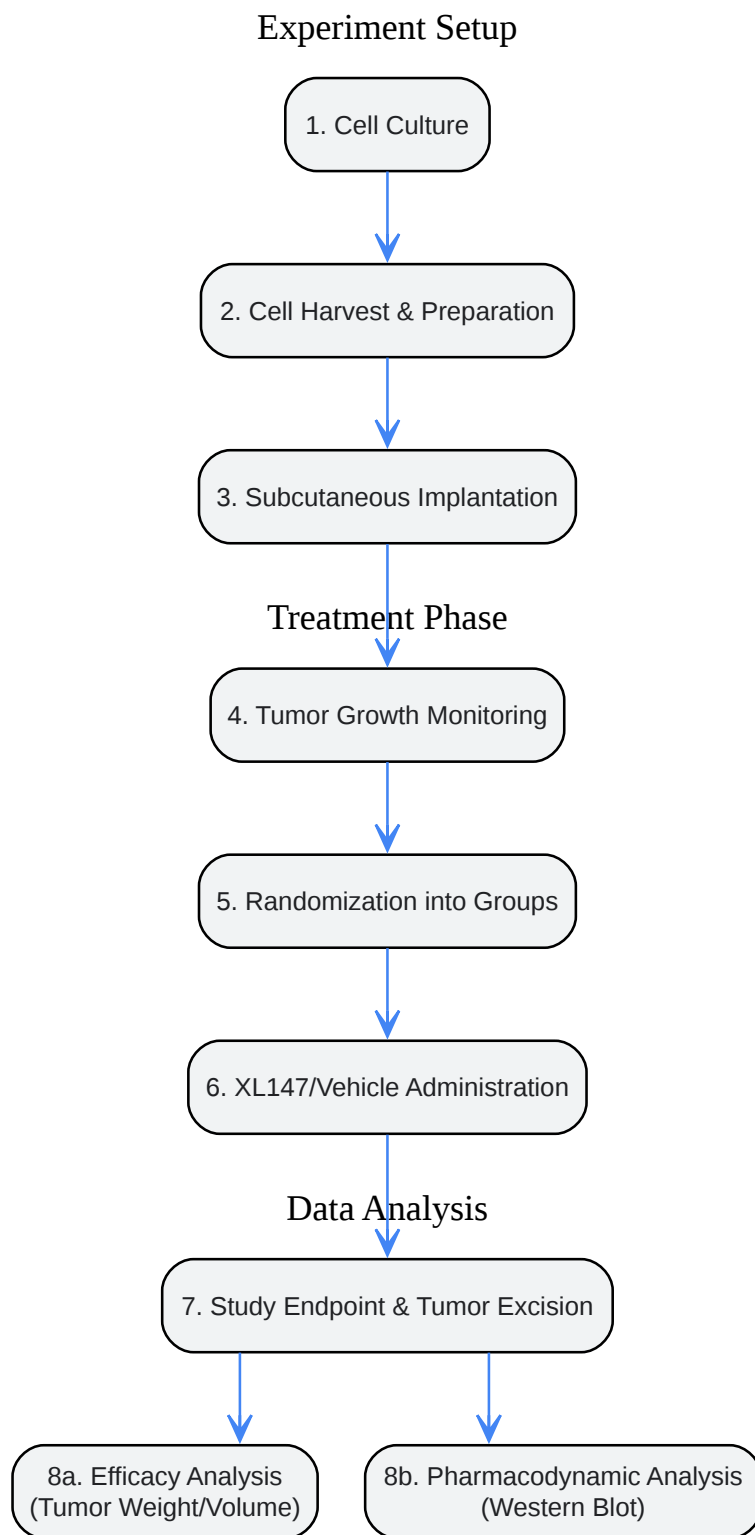 Experiment Setup
1. Cell Culture
2. Cell Harvest & Preparation
3. Subcutaneous Implantation
Treatment Phase
4. Tumor Growth Monitoring
5. Randomization into Groups
6. XL147/Vehicle Administration
Data Analysis
7. Study Endpoint & Tumor Excision
8a. Efficacy Analysis
(Tumor Weight/Volume)
8b. Pharmacodynamic Analysis
(Western Blot)